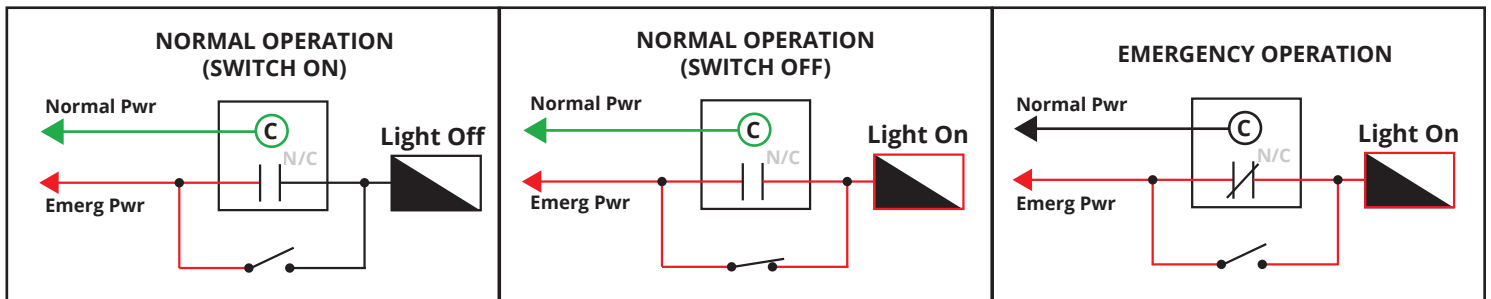 NORMAL OPERATION
(SWITCH ON)
Normal Pwr
C
Light Off
N/C
Emerg Pwr
NORMAL OPERATION
(SWITCH OFF)
Normal Pwr
C
Light On
N/C
Emerg Pwr
EMERGENCY OPERATION
Normal Pwr
C
Light On
N/C
Emerg Pwr